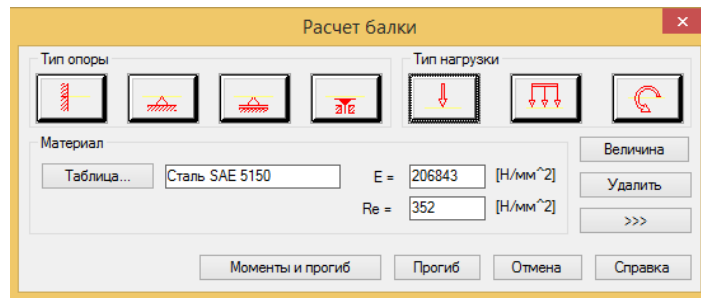 Расчет балки
Тип опоры
Тип нагрузки
Материал
Таблица... Сталь SAE 5150 E = 206843 [Н/мм^2]
Re = 352 [Н/мм^2]
Величина
Удалить
>>>
Моменты и прогиб Прогиб Отмена Справка